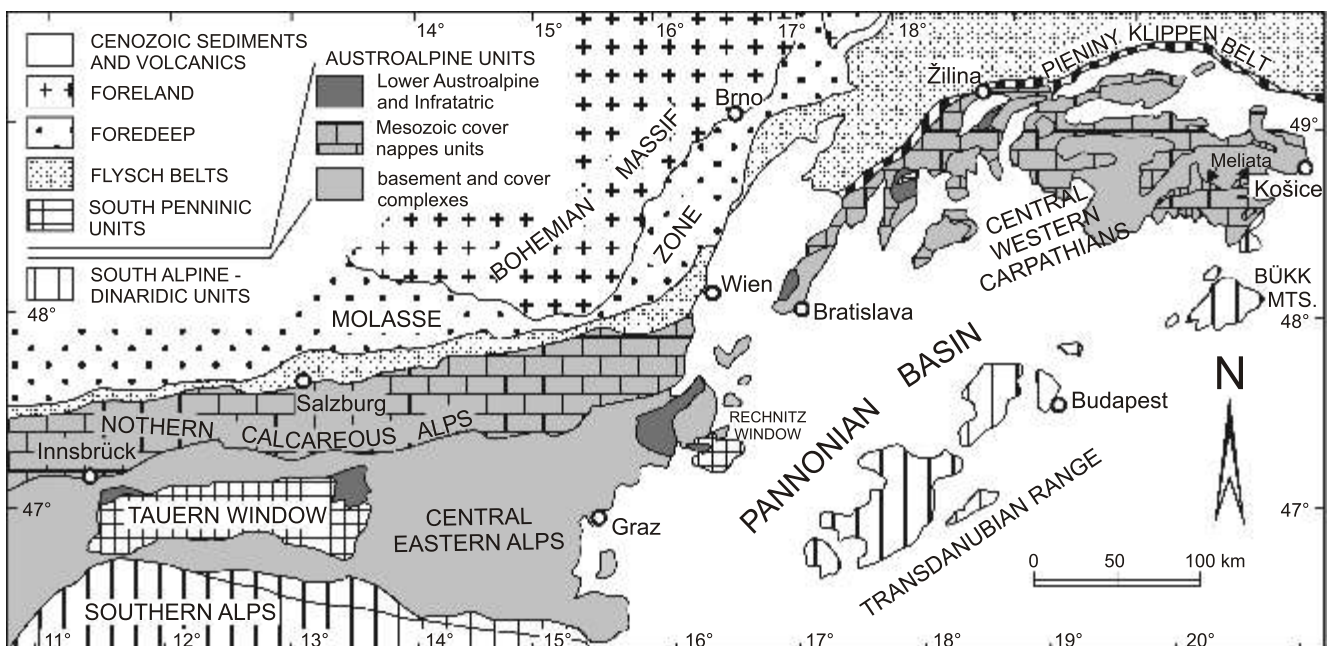 14°
15°
16°
17°
18°
CENOZOIC SEDIMENTS
AND VOLCANICS
FORELAND
FOREDEEP
FLYSCH BELTS
SOUTH PENNINIC
UNITS
SOUTH ALPINE -
DINARIDIC UNITS
AUSTROALPINE UNITS
Lower Austroalpine
and Infratatric
Mesozoic cover
nappes units
basement and cover
complexes
PIENINY KLIPPEN BELT
Žilina
Brno
49°
Meliata
Košice
BOHEMIAN MASSIF
ZONE
MOLASSE
CENTRAL
WESTERN
CARPATHIANS
Wien
Bratislava
BÜKK
MTS.
48°
48°
PANNONIAN BASIN
N
Salzburg
NOTHERN CALCAREOUS ALPS
Innsbrück
RECHNITZ
WINDOW
Budapest
47°
47°
TAUERN WINDOW
CENTRAL
EASTERN ALPS
Graz
TRANSDANUBIAN RANGE
0 50 100 km
SOUTHERN ALPS
11°
12°
13°
14°
15°
16°
17°
18°
19°
20°